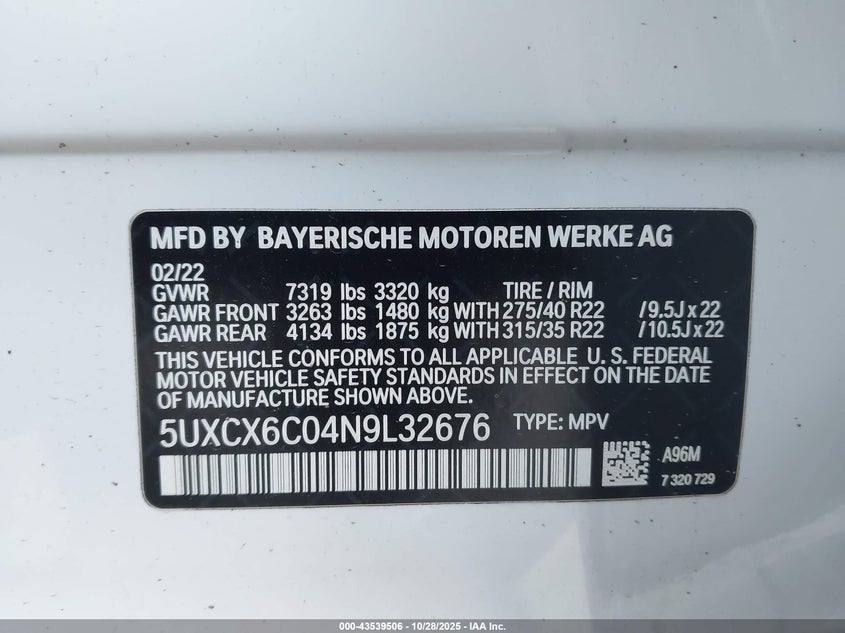 MFD BY BAYERISCHE MOTOREN WERKE AG
02/22
GVWR 7319 lbs 3320 kg TIRE / RIM
GAWR FRONT 3263 lbs 1480 kg WITH 275/40 R22 / 9.5J x 22
GAWR REAR 4134 lbs 1875 kg WITH 315/35 R22 / 10.5J x 22
THIS VEHICLE CONFORMS TO ALL APPLICABLE U. S. FEDERAL
MOTOR VEHICLE SAFETY STANDARDS IN EFFECT ON THE DATE
OF MANUFACTURE SHOWN ABOVE.
5UXCX6C04N9L32676 TYPE: MPV
A96M
7 320 729
000-43539506 - 10/28/2025 - IAA Inc.